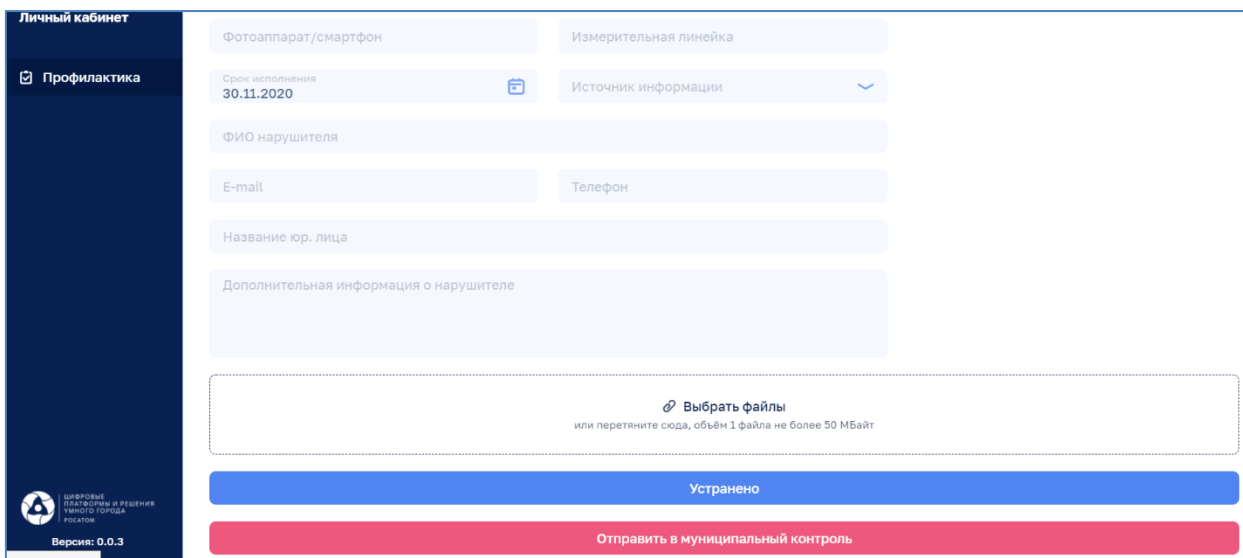 Личный кабинет
Профилактика
Фотоаппарат/смартфон
Измерительная линейка
Срок исполнения
30.11.2020
Источник информации
ФИО нарушителя
E-mail
Телефон
Название юр. лица
Дополнительная информация о нарушителе
Выбрать файлы
или перетяните сюда, объём 1 файла не более 50 МБайт
Устранено
Отправить в муниципальный контроль
ЦИФРОВЫЕ
ПЛАТФОРМЫ И РЕШЕНИЯ
УМНОГО ГОРОДА
РОСАТОМ
Версия: 0.0.3